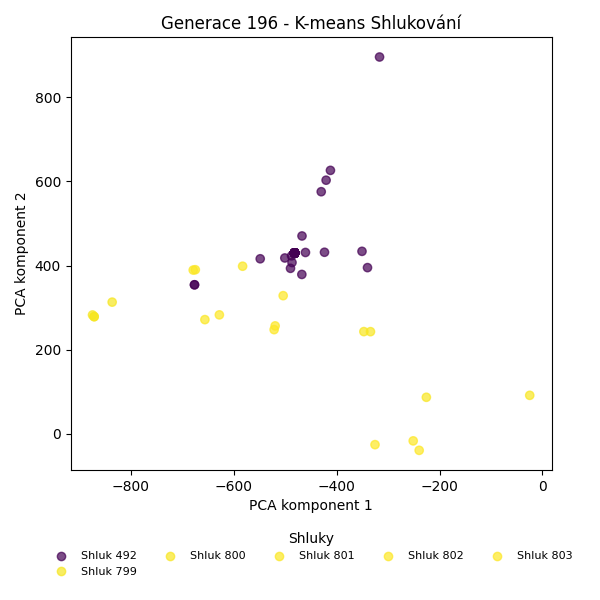 Generace 196 - K-means Shlukování
PCA komponent 2
800
600
400
200
0
−800 −600 −400 −200 0
PCA komponent 1
Shluky
Shluk 492 Shluk 800 Shluk 801 Shluk 802 Shluk 803
Shluk 799